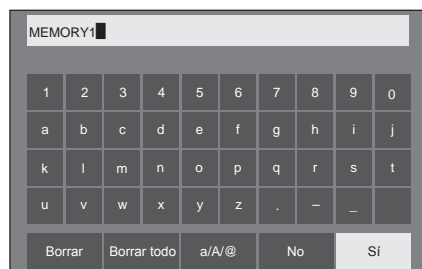 MEMORY1
1 2 3 4 5 6 7 8 9 0
a b c d e f g h i j
k l m n o p q r s t
u v w x y z . – _
Borrar Borrar todo a/A/@ No Sí